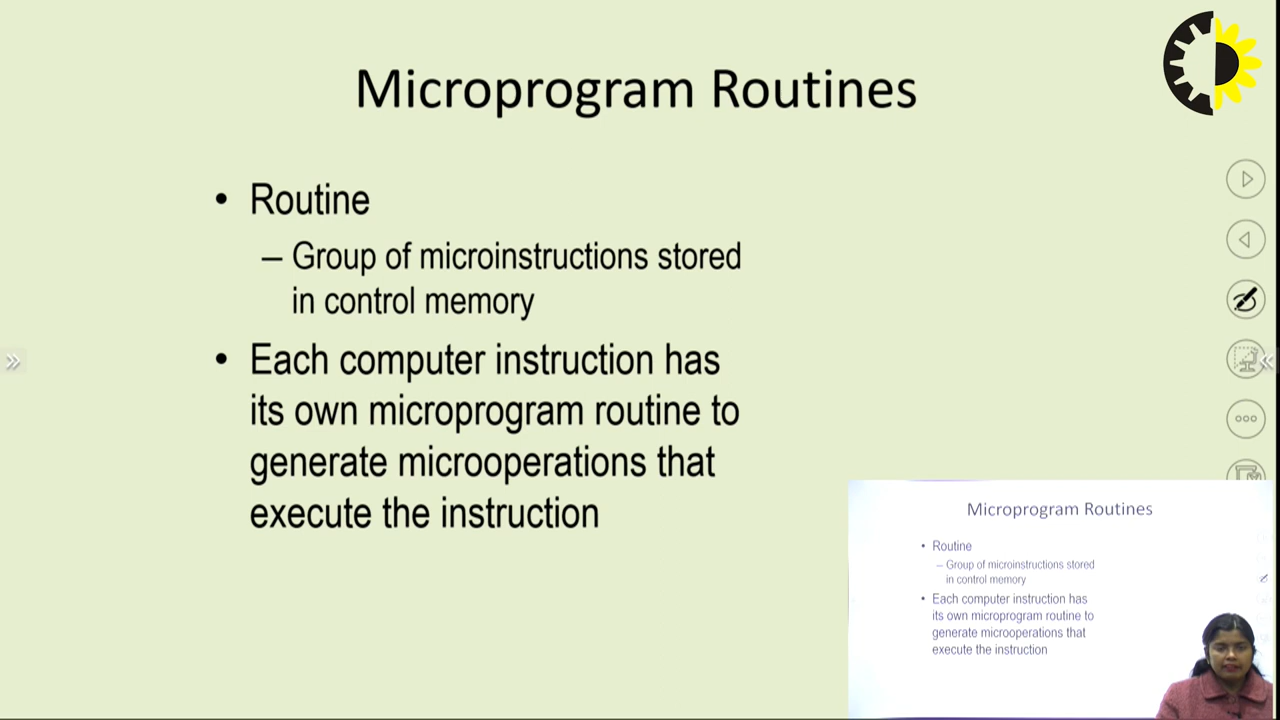 Microprogram Routines
• Routine
– Group of microinstructions stored
in control memory
• Each computer instruction has
its own microprogram routine to
generate microoperations that
execute the instruction
Microprogram Routines
• Routine
– Group of microinstructions stored
in control memory
• Each computer instruction has
its own microprogram routine to
generate microoperations that
execute the instruction